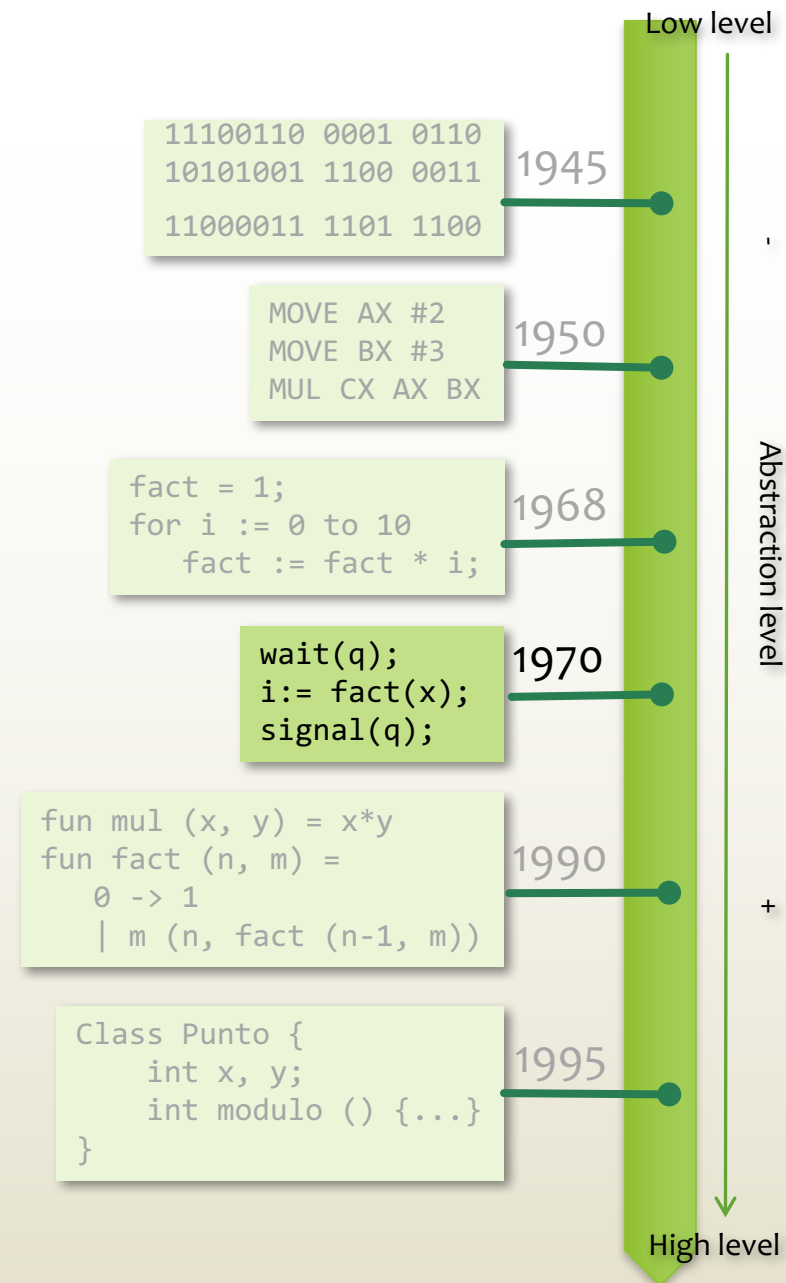 Low level
11100110 0001 0110
10101001 1100 0011
11000011 1101 1100
1945
-
MOVE AX #2
MOVE BX #3
MUL CX AX BX
1950
Abstraction level
fact = 1;
for i := 0 to 10
fact := fact * i;
1968
wait(q);
i:= fact(x);
signal(q);
1970
fun mul (x, y) = x*y
fun fact (n, m) =
0 -> 1
| m (n, fact (n-1, m))
1990
+
Class Punto {
int x, y;
int modulo () {...}
}
1995
High level